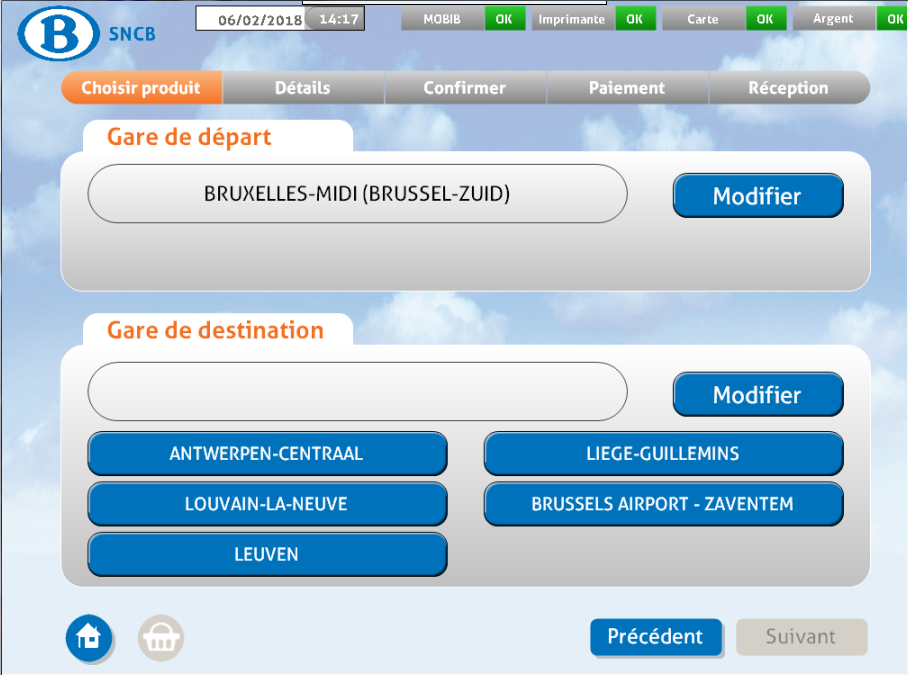 B SNCB
06/02/2018 14:17
MOBIB OK Imprimante OK Carte OK Argent OK
Choisir produit Détails Confirmer Paiement Réception
Gare de départ
BRUXELLES-MIDI (BRUSSEL-ZUID) Modifier
Gare de destination
Modifier
ANTWERPEN-CENTRAAL LIEGE-GUILLEMINS
LOUVAIN-LA-NEUVE BRUSSELS AIRPORT - ZAVENTEM
LEUVEN
Précédent Suivant